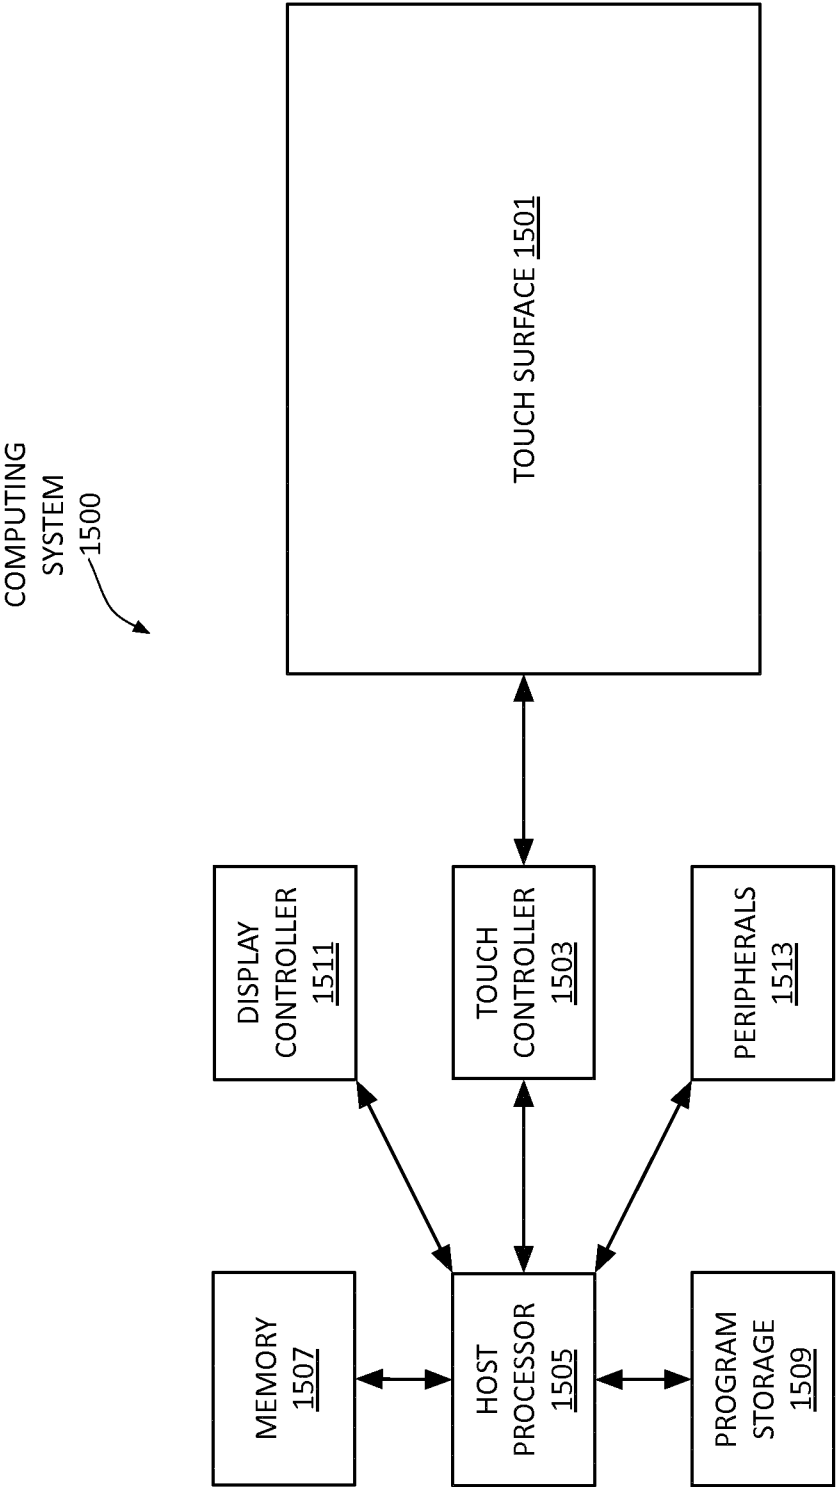 COMPUTING
SYSTEM
1500
MEMORY
1507
DISPLAY
CONTROLLER
1511
HOST
PROCESSOR
1505
TOUCH
CONTROLLER
1503
TOUCH SURFACE 1501
PROGRAM
STORAGE
1509
PERIPHERALS
1513